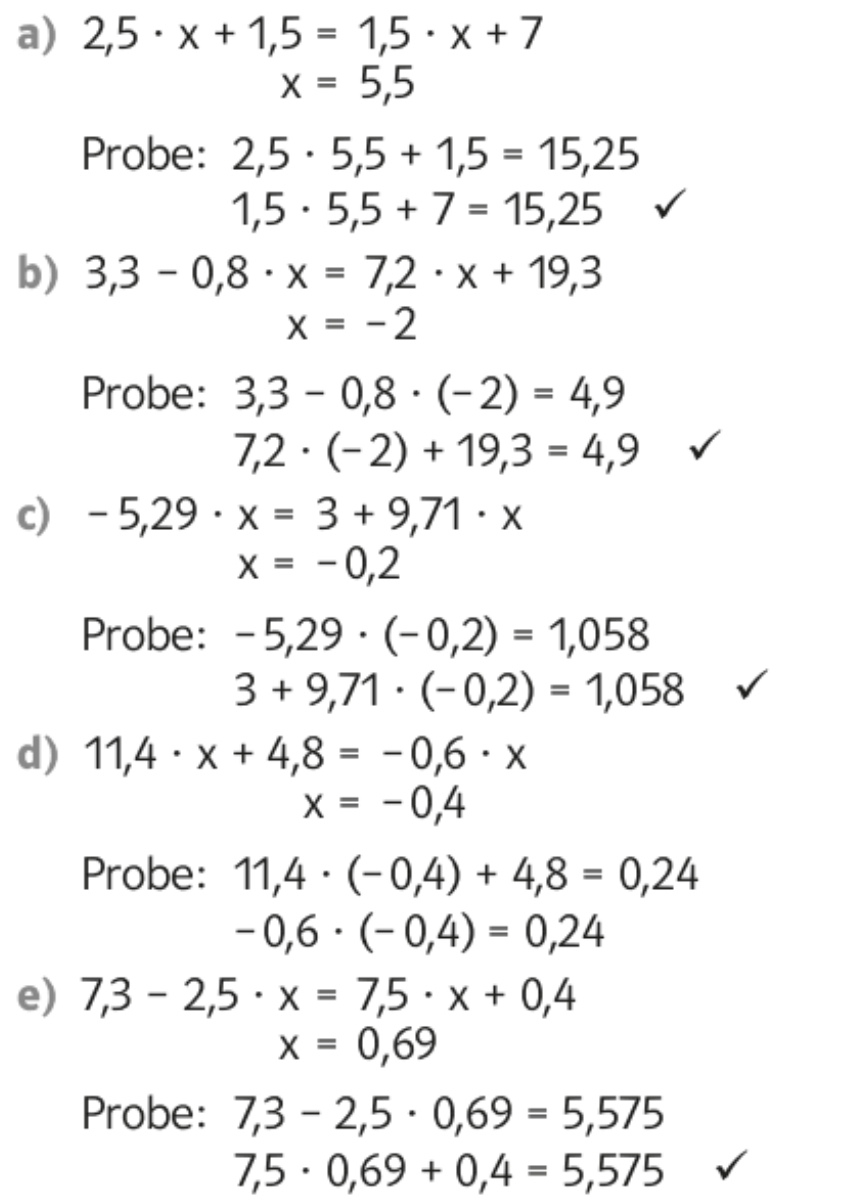 a) 2,5 · x + 1,5 = 1,5 · x + 7
x = 5,5
Probe: 2,5 · 5,5 + 1,5 = 15,25
1,5 · 5,5 + 7 = 15,25 ✓
b) 3,3 − 0,8 · x = 7,2 · x + 19,3
x = −2
Probe: 3,3 − 0,8 · (−2) = 4,9
7,2 · (−2) + 19,3 = 4,9 ✓
c) −5,29 · x = 3 + 9,71 · x
x = −0,2
Probe: −5,29 · (−0,2) = 1,058
3 + 9,71 · (−0,2) = 1,058 ✓
d) 11,4 · x + 4,8 = −0,6 · x
x = −0,4
Probe: 11,4 · (−0,4) + 4,8 = 0,24
−0,6 · (−0,4) = 0,24
e) 7,3 − 2,5 · x = 7,5 · x + 0,4
x = 0,69
Probe: 7,3 − 2,5 · 0,69 = 5,575
7,5 · 0,69 + 0,4 = 5,575 ✓